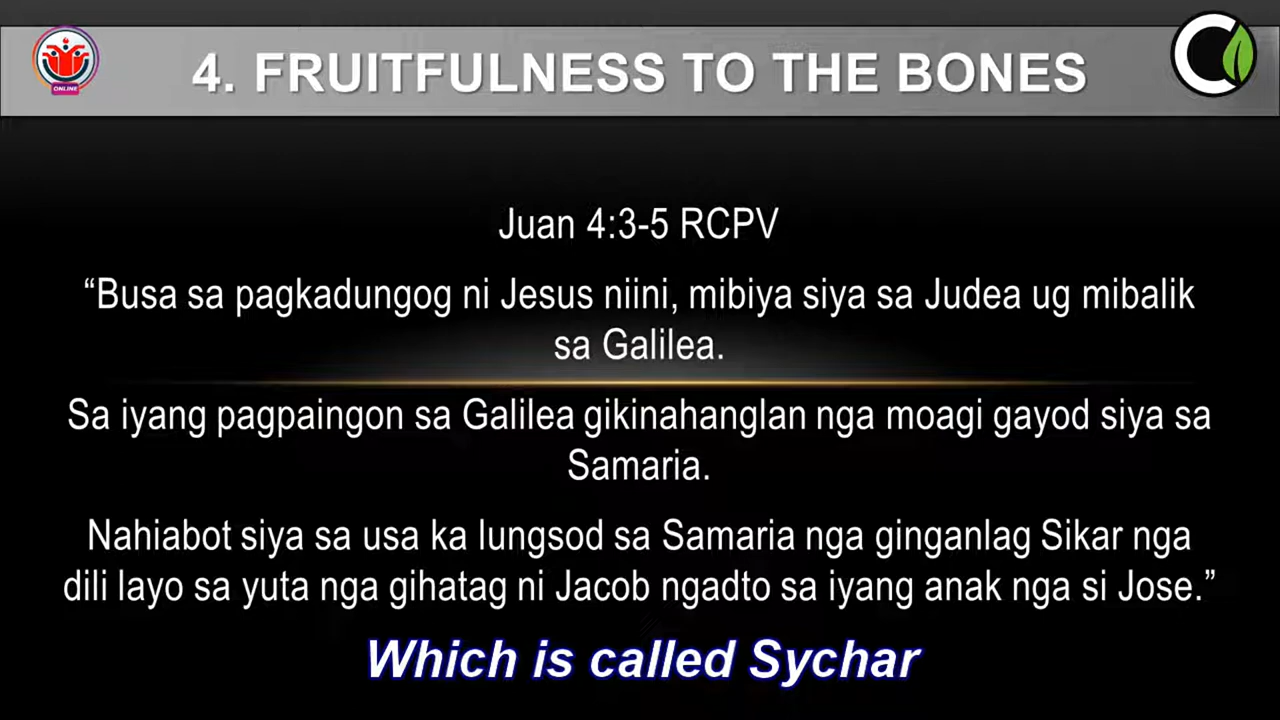 ONLINE
4. FRUITFULNESS TO THE BONES
Juan 4:3-5 RCPV
“Busa sa pagkadungog ni Jesus niini, mibiya siya sa Judea ug mibalik
sa Galilea.
Sa iyang pagpaingon sa Galilea gikinahanglan nga moagi gayod siya sa
Samaria.
Nahiabot siya sa usa ka lungsod sa Samaria nga ginganlag Sikar nga
dili layo sa yuta nga gihatag ni Jacob ngadto sa iyang anak nga si Jose.”
Which is called Sychar